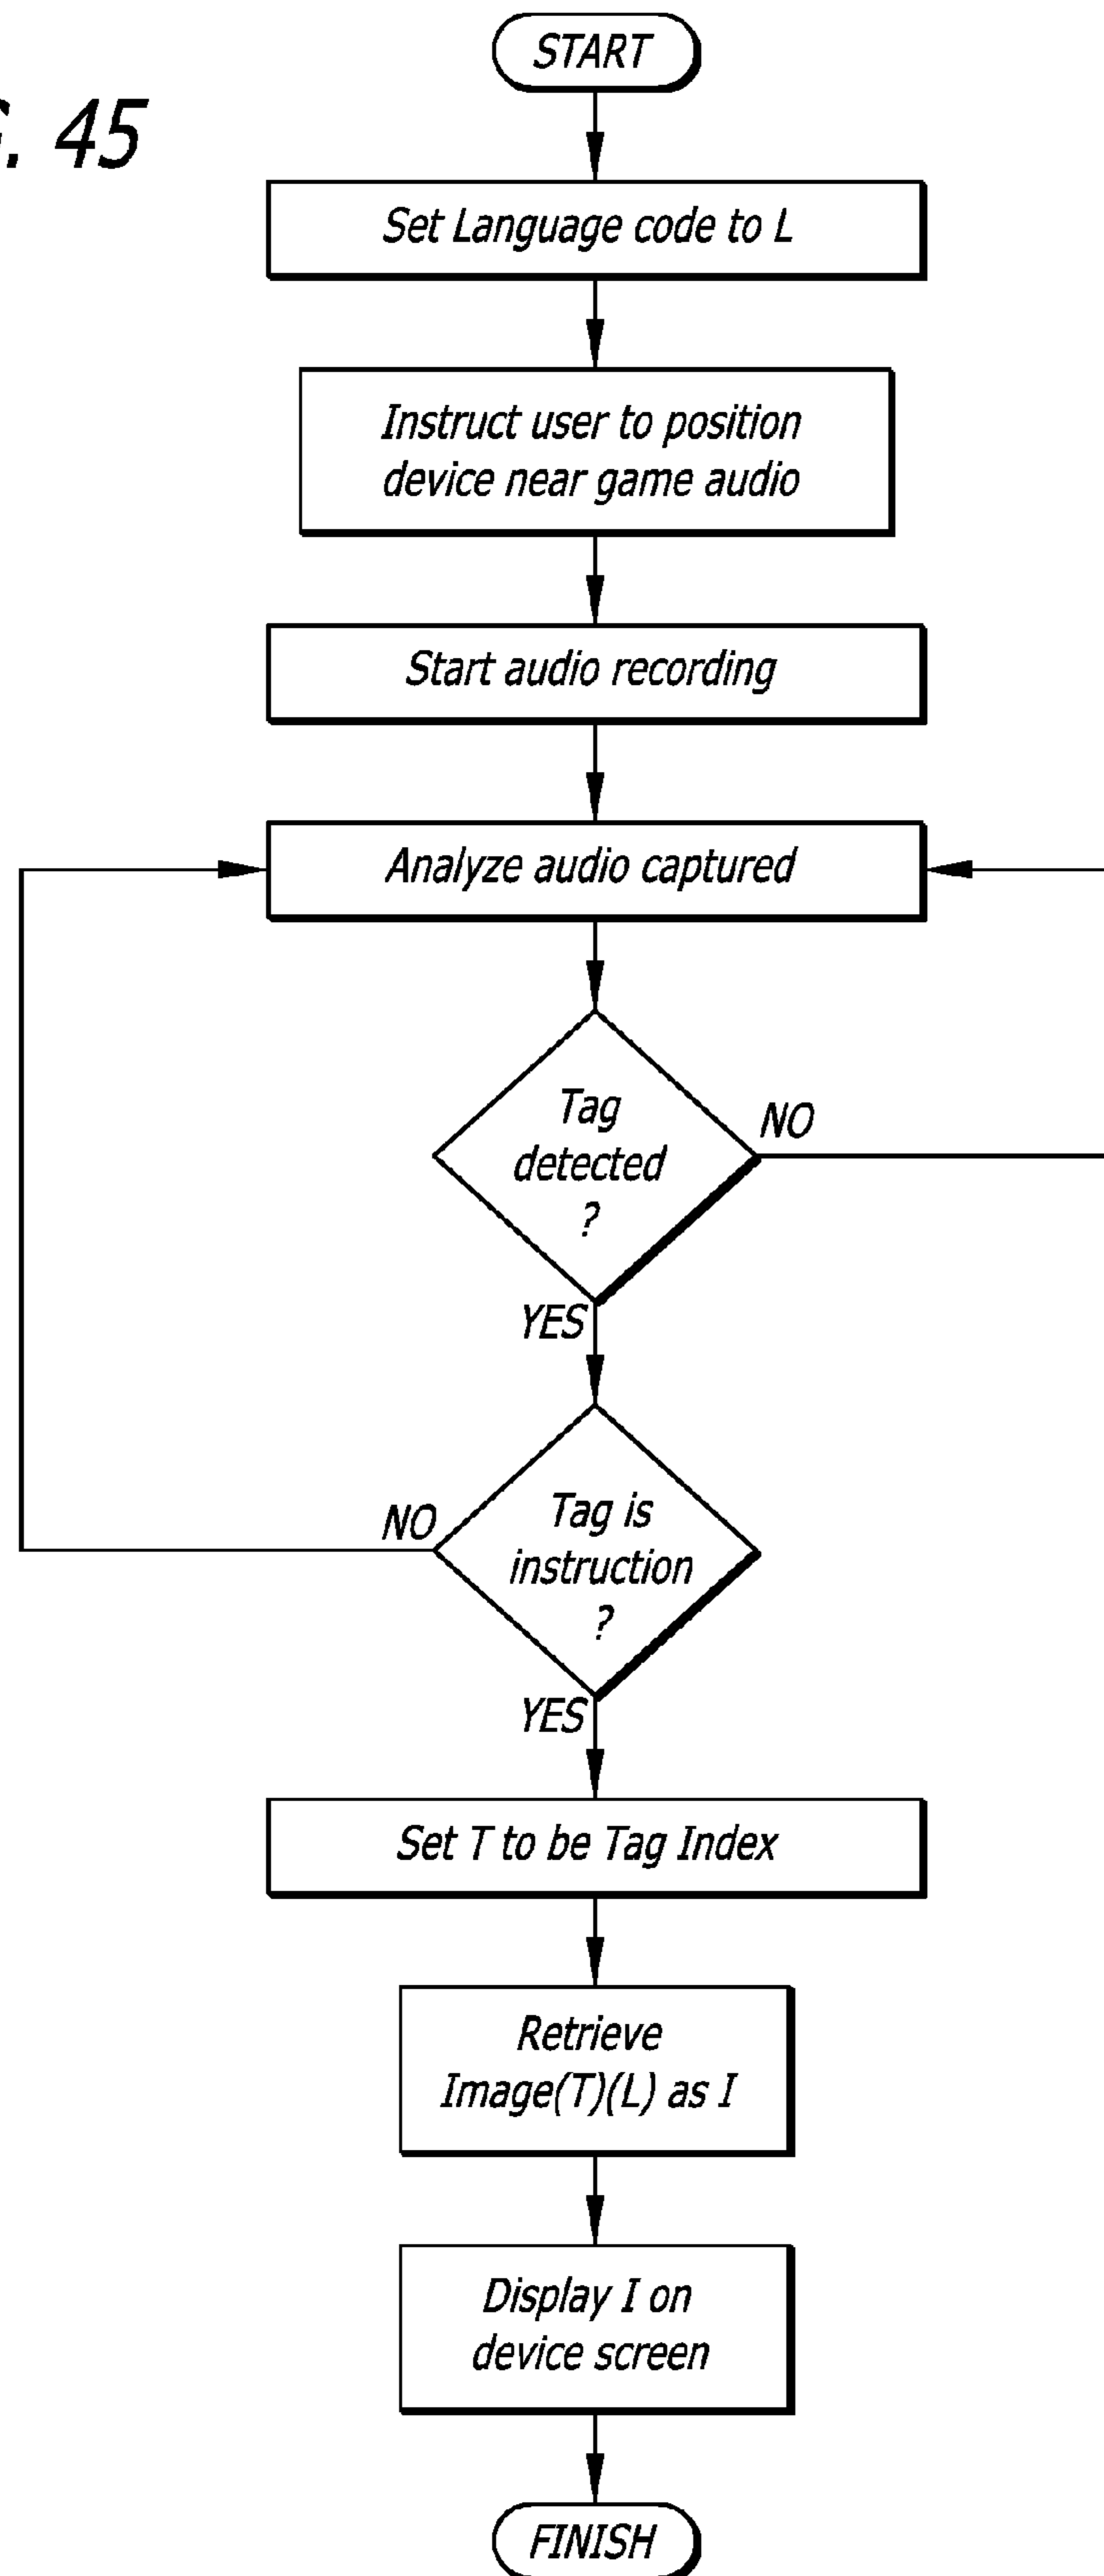 START
. 45
Set Language code to L
Instruct user to position
device near game audio
Start audio recording
Analyze audio captured
Tag
detected
?
NO
YES
Tag is
instruction
?
NO
YES
Set T to be Tag Index
Retrieve
Image(T)(L) as I
Display I on
device screen
FINISH